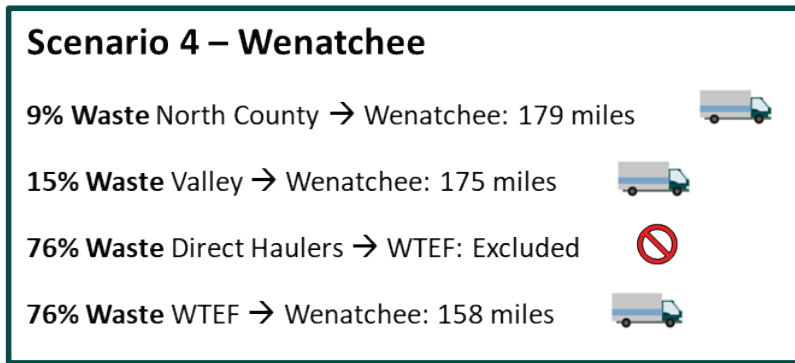 Scenario 4 – Wenatchee
9% Waste North County → Wenatchee: 179 miles
15% Waste Valley → Wenatchee: 175 miles
76% Waste Direct Haulers → WTEF: Excluded
76% Waste WTEF → Wenatchee: 158 miles